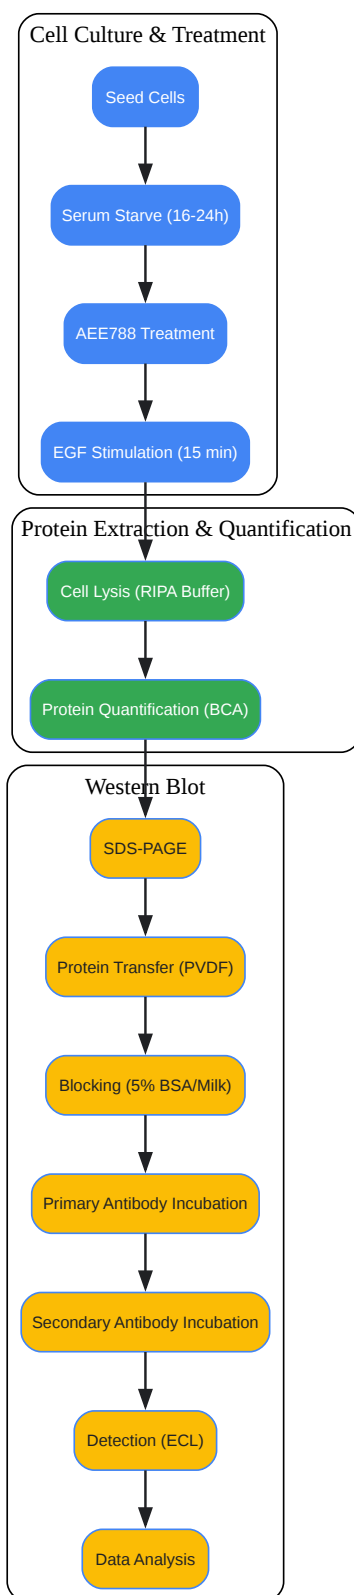 Cell Culture & Treatment
Seed Cells
Serum Starve (16-24h)
AEE788 Treatment
EGF Stimulation (15 min)
Protein Extraction & Quantification
Cell Lysis (RIPA Buffer)
Protein Quantification (BCA)
Western Blot
SDS-PAGE
Protein Transfer (PVDF)
Blocking (5% BSA/Milk)
Primary Antibody Incubation
Secondary Antibody Incubation
Detection (ECL)
Data Analysis